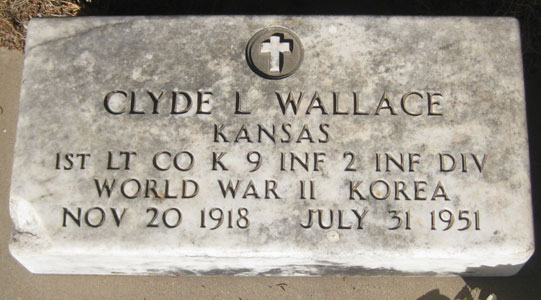 CLYDE L WALLACE
KANSAS
1ST LT CO K 9 INF 2 INF DIV
WORLD WAR II KOREA
NOV 20 1918 JULY 31 1951